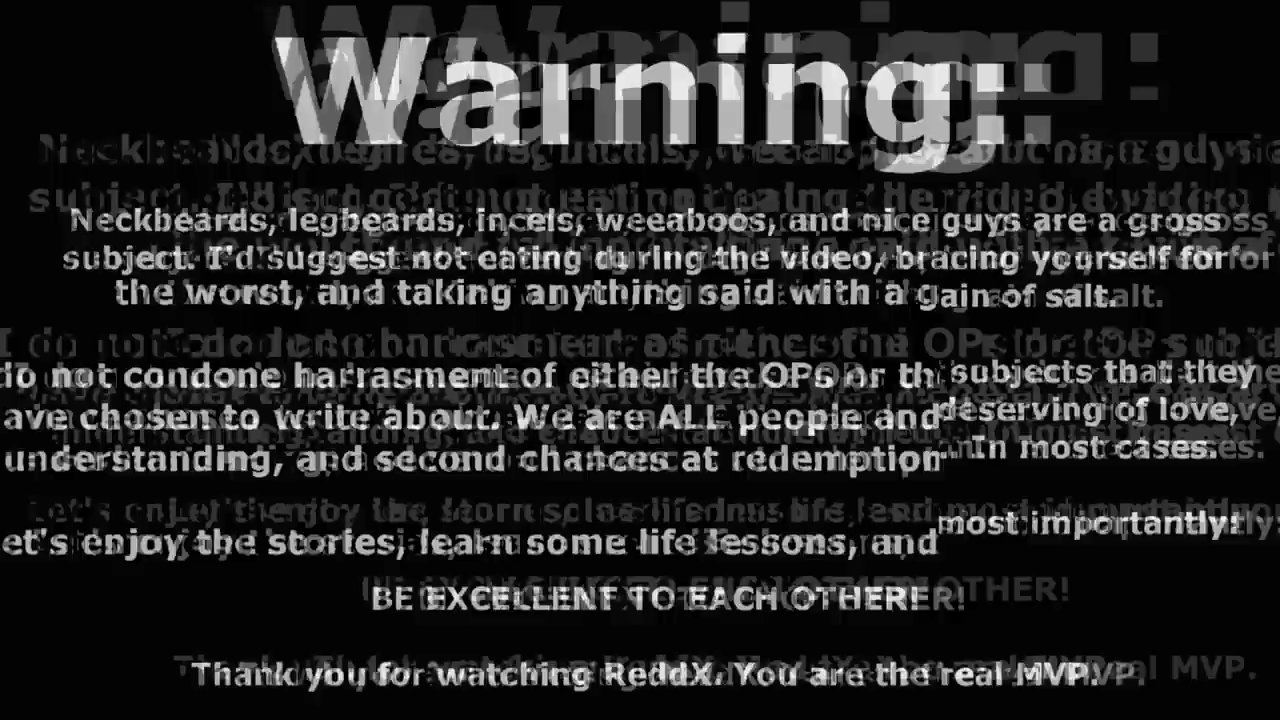 Warning:
Neckbeards, legbeards, incels, weeaboos, and nice guys are a gross
subject. I'd suggest not eating during the video, bracing yourself for
the worst, and taking anything said with a gain of salt.
do not condone harrasment of either the OPs or th subjects that they
ave chosen to write about. We are ALL people and deserving of love,
understanding, and second chances at redemption. In most cases.
et's enjoy the stories, learn some life lessons, and most importantly!
BE EXCELLENT TO EACH OTHER!
Thank you for watching ReddX. You are the real MVP.